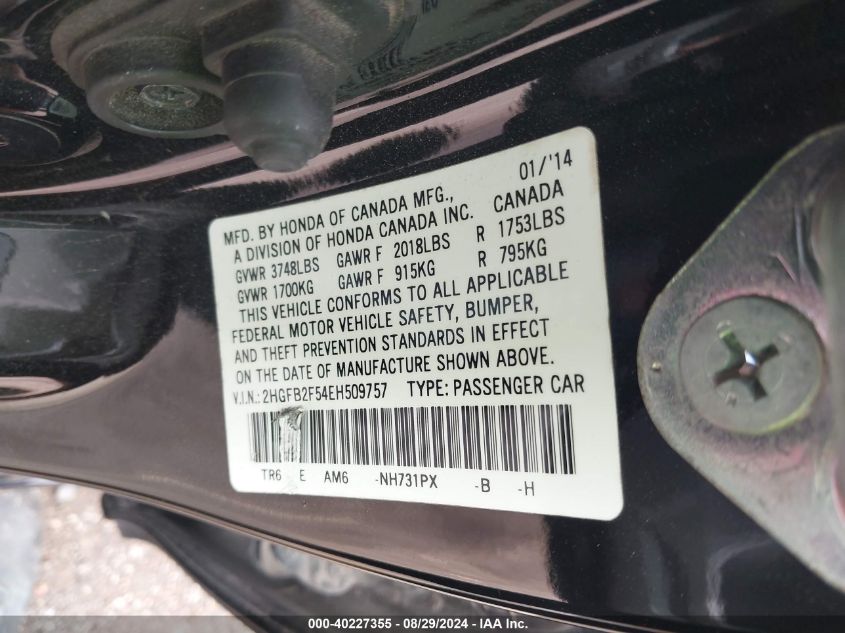 01/'14
MFD. BY HONDA OF CANADA MFG.,
A DIVISION OF HONDA CANADA INC. CANADA
GVWR 3748LBS GAWR F 2018LBS R 1753LBS
GVWR 1700KG GAWR F 915KG R 795KG
THIS VEHICLE CONFORMS TO ALL APPLICABLE
FEDERAL MOTOR VEHICLE SAFETY, BUMPER,
AND THEFT PREVENTION STANDARDS IN EFFECT
ON THE DATE OF MANUFACTURE SHOWN ABOVE.
V.I.N.: 2HGFB2F54EH509757 TYPE: PASSENGER CAR
TR6 E AM6 -NH731PX -B -H
000-40227355 - 08/29/2024 - IAA Inc.